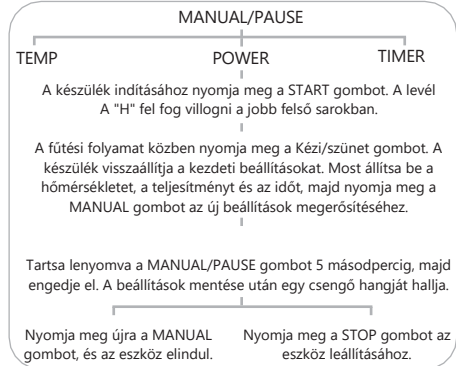 MANUAL/PAUSE
TEMP POWER TIMER
A készülék indításához nyomja meg a START gombot. A levél
A "H" fel fog villogni a jobb felső sarokban.
A fűtési folyamat közben nyomja meg a Kézi/szünet gombot. A
készülék visszaállítja a kezdeti beállításokat. Most állítsa be a
hőmérsékletet, a teljesítményt és az időt, majd nyomja meg a
MANUAL gombot az új beállítások megerősítéséhez.
Tartsa lenyomva a MANUAL/PAUSE gombot 5 másodpercig, majd
engedje el. A beállítások mentése után egy csengő hangját hallja.
Nyomja meg újra a MANUAL
gombot, és az eszköz elindul.
Nyomja meg a STOP gombot az
eszköz leállításához.